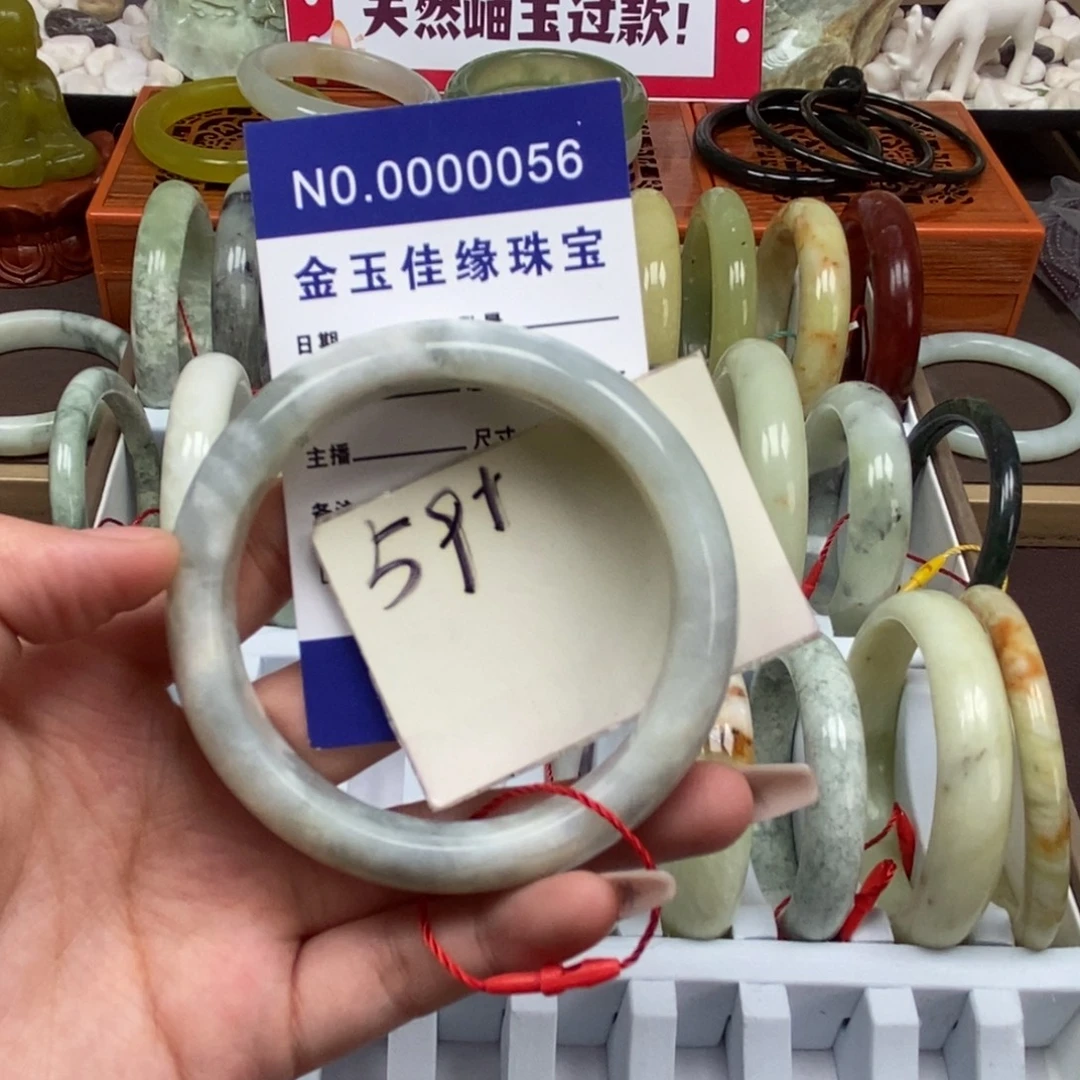 天然岫玉过款!
NO.0000056
金玉佳缘珠宝
日期
主播 尺寸
59+